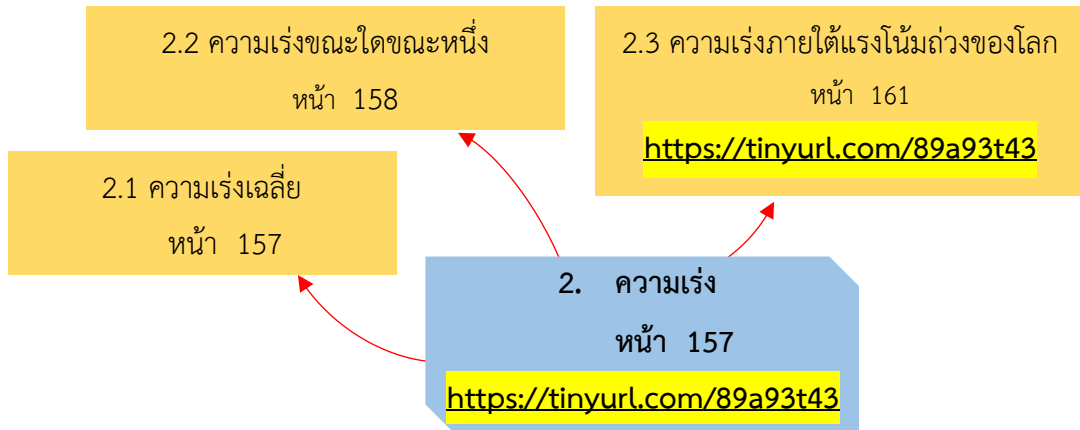 2.2 ความเร่งขณะใดขณะหนึ่ง
หน้า 158
2.3 ความเร่งภายใต้แรงโน้มถ่วงของโลก
หน้า 161
https://tinyurl.com/89a93t43
2.1 ความเร่งเฉลี่ย
หน้า 157
2. ความเร่ง
หน้า 157
https://tinyurl.com/89a93t43